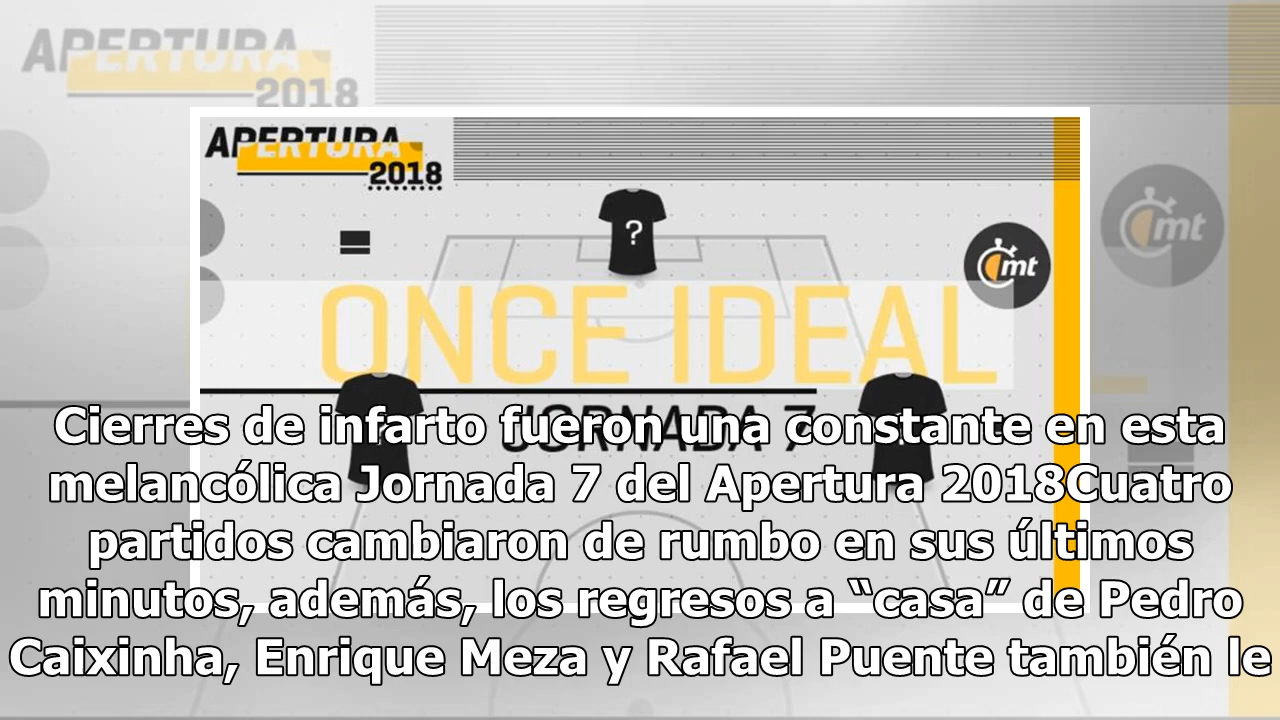 APERTURA
2018
APERTURA
2018
?
mt
mt
ONCE IDEAL
JORNADA 7
Cierres de infarto fueron una constante en esta
melancólica Jornada 7 del Apertura 2018Cuatro
partidos cambiaron de rumbo en sus últimos
minutos, además, los regresos a “casa” de Pedro
Caixinha, Enrique Meza y Rafael Puente también le